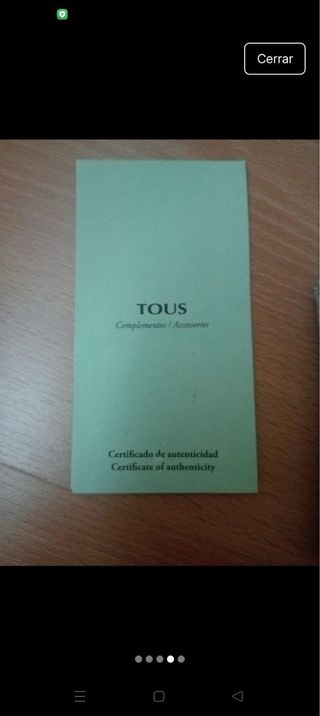 Cerrar
TOUS
Complementos / Accessories
Certificado de autenticidad
Certificate of authenticity